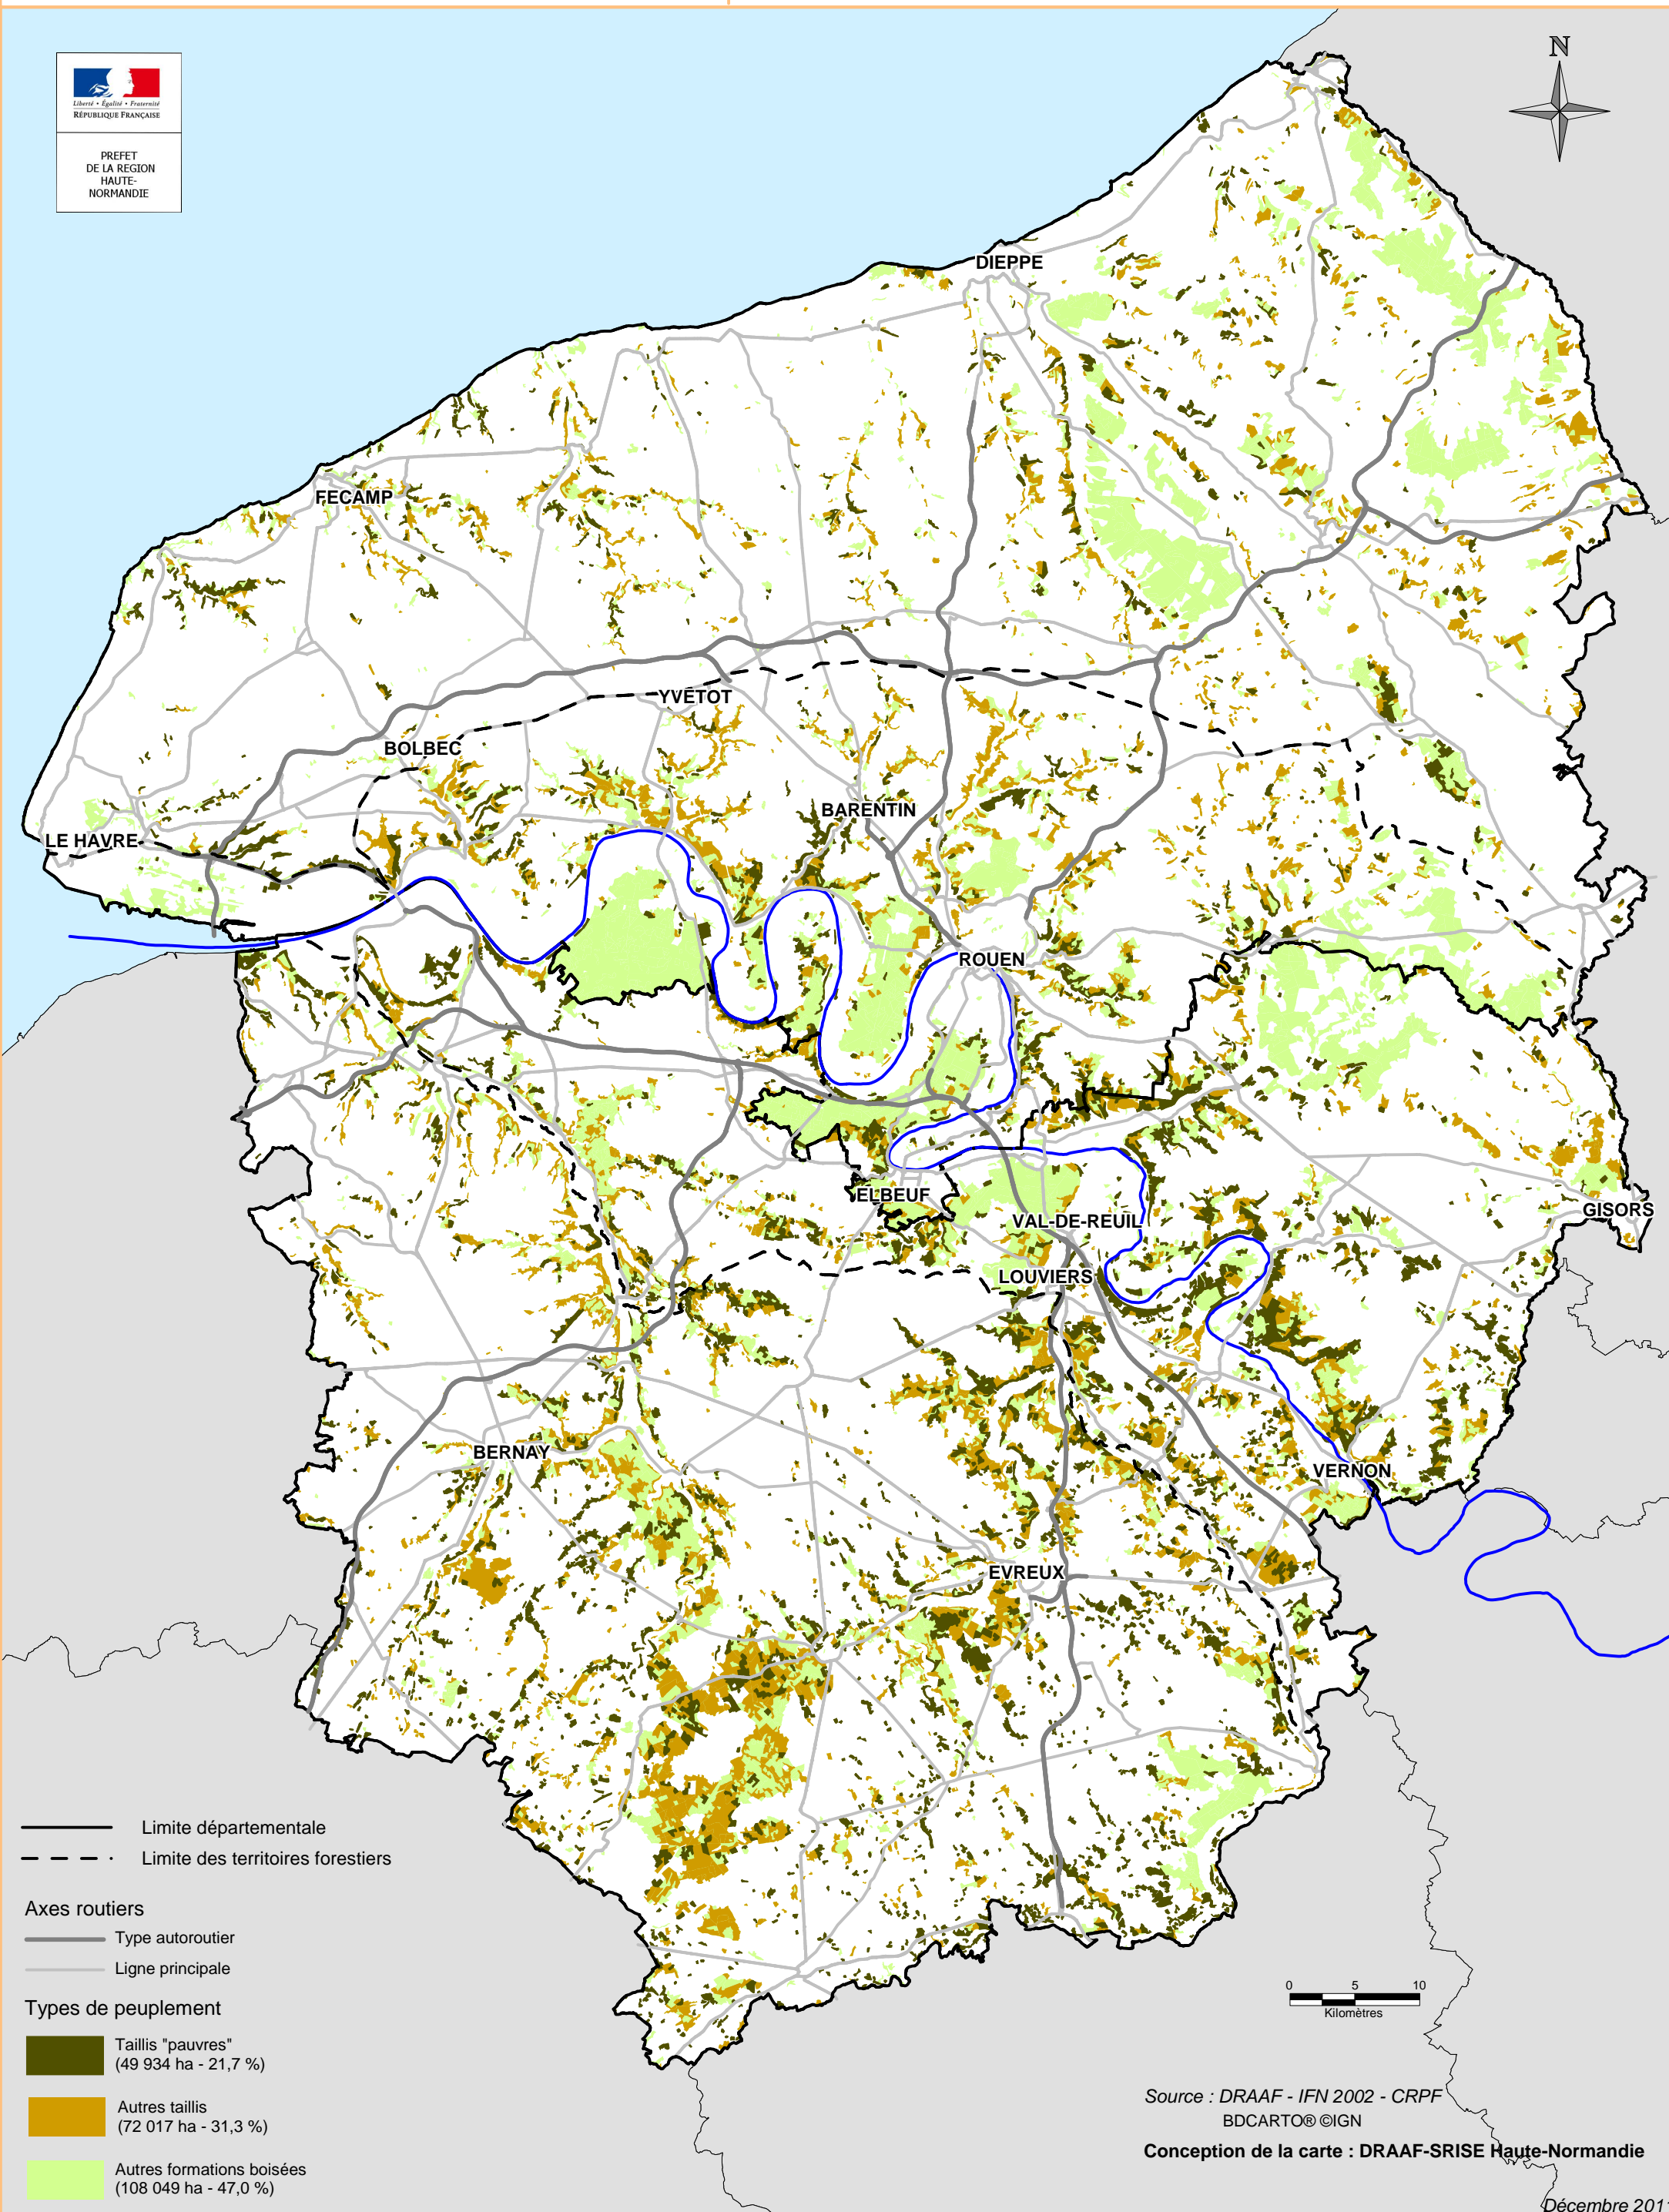 Liberté • Égalité • Fraternité
RÉPUBLIQUE FRANÇAISE
PREFET
DE LA REGION
HAUTE-
NORMANDIE
N
DIEPPE
FECAMP
YVETOT
BOLBEC
BARENTIN
LE HAVRE
ROUEN
ELBEUF
GISORS
VAL-DE-REUIL
LOUVIERS
BERNAY
VERNON
EVREUX
Limite départementale
Limite des territoires forestiers
Axes routiers
Type autoroutier
Ligne principale
Types de peuplement
Taillis "pauvres"
(49 934 ha - 21,7 %)
Autres taillis
(72 017 ha - 31,3 %)
Autres formations boisées
(108 049 ha - 47,0 %)
0 5 10
Kilomètres
Source : DRAAF - IFN 2002 - CRPF
BDCARTO® ©IGN
Conception de la carte : DRAAF-SRISE Haute-Normandie
Décembre 201